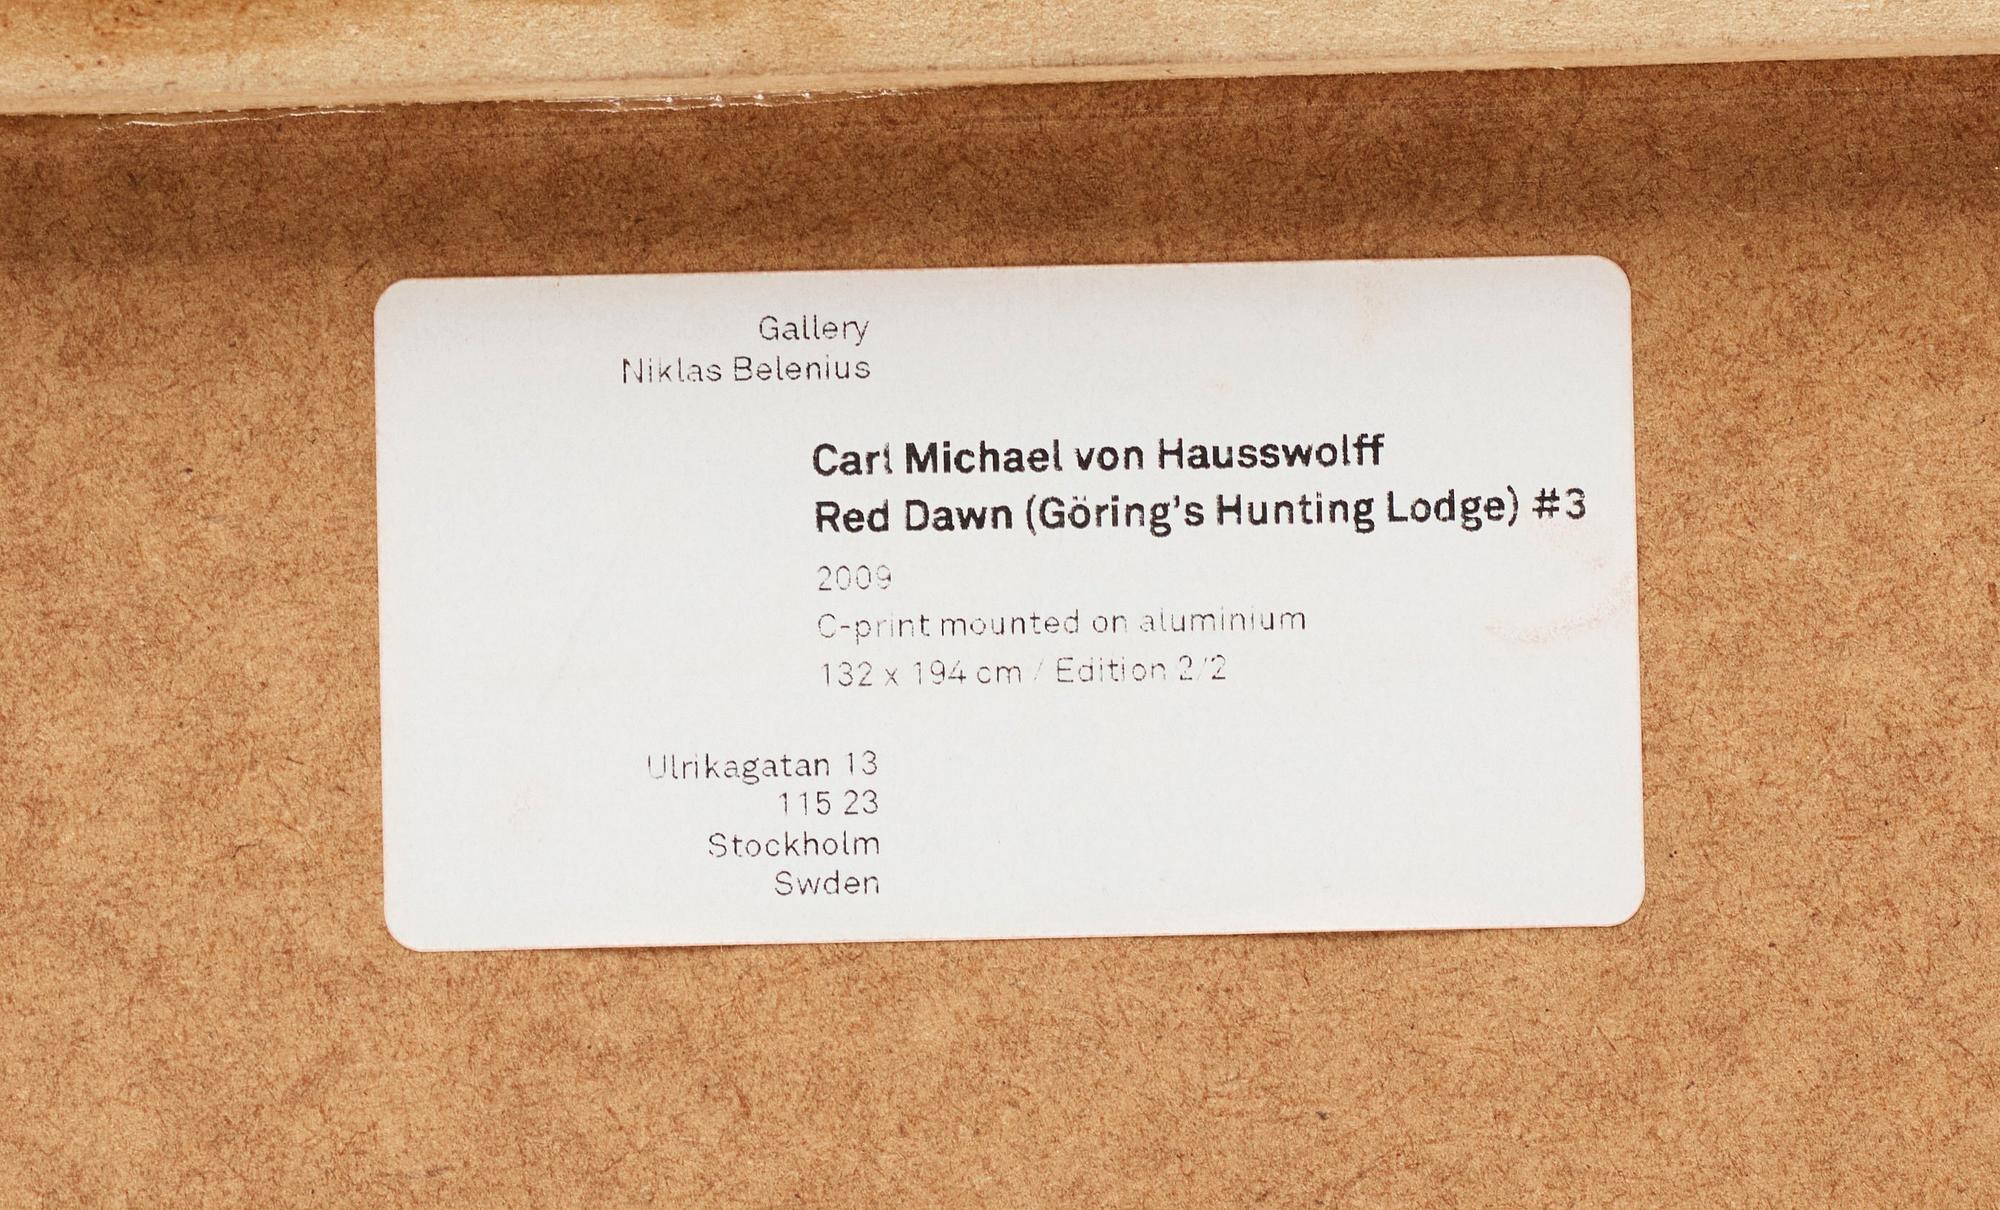 Gallery
Niklas Belenius
Carl Michael von Hausswolff
Red Dawn (Göring's Hunting Lodge) #3
2009
C-print mounted on aluminium
132 x 194 cm / Edition 2/2
Ulrikagatan 13
115 23
Stockholm
Swden